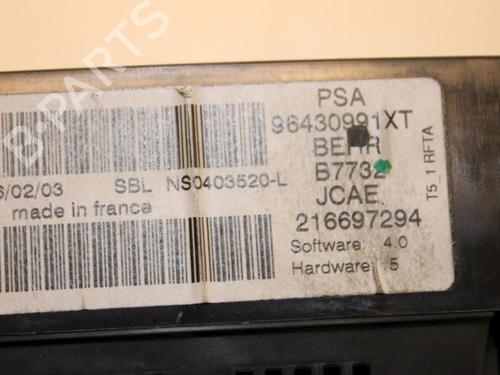 PSA
96430991XT
BEHR
B7732
JCAE
216697294
Software: 4.0
Hardware: 5
T5_1 RFTA
6/02/03 SBL NS0403520-L
made in france
B-PARTS